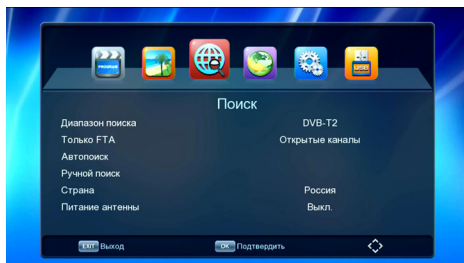 PROGRAM
USB
Поиск
Диапазон поиска DVB-T2
Только FTA Открытые каналы
Автопоиск
Ручной поиск
Страна Россия
Питание антенны Выкл.
EXIT Выход OK Подтвердить